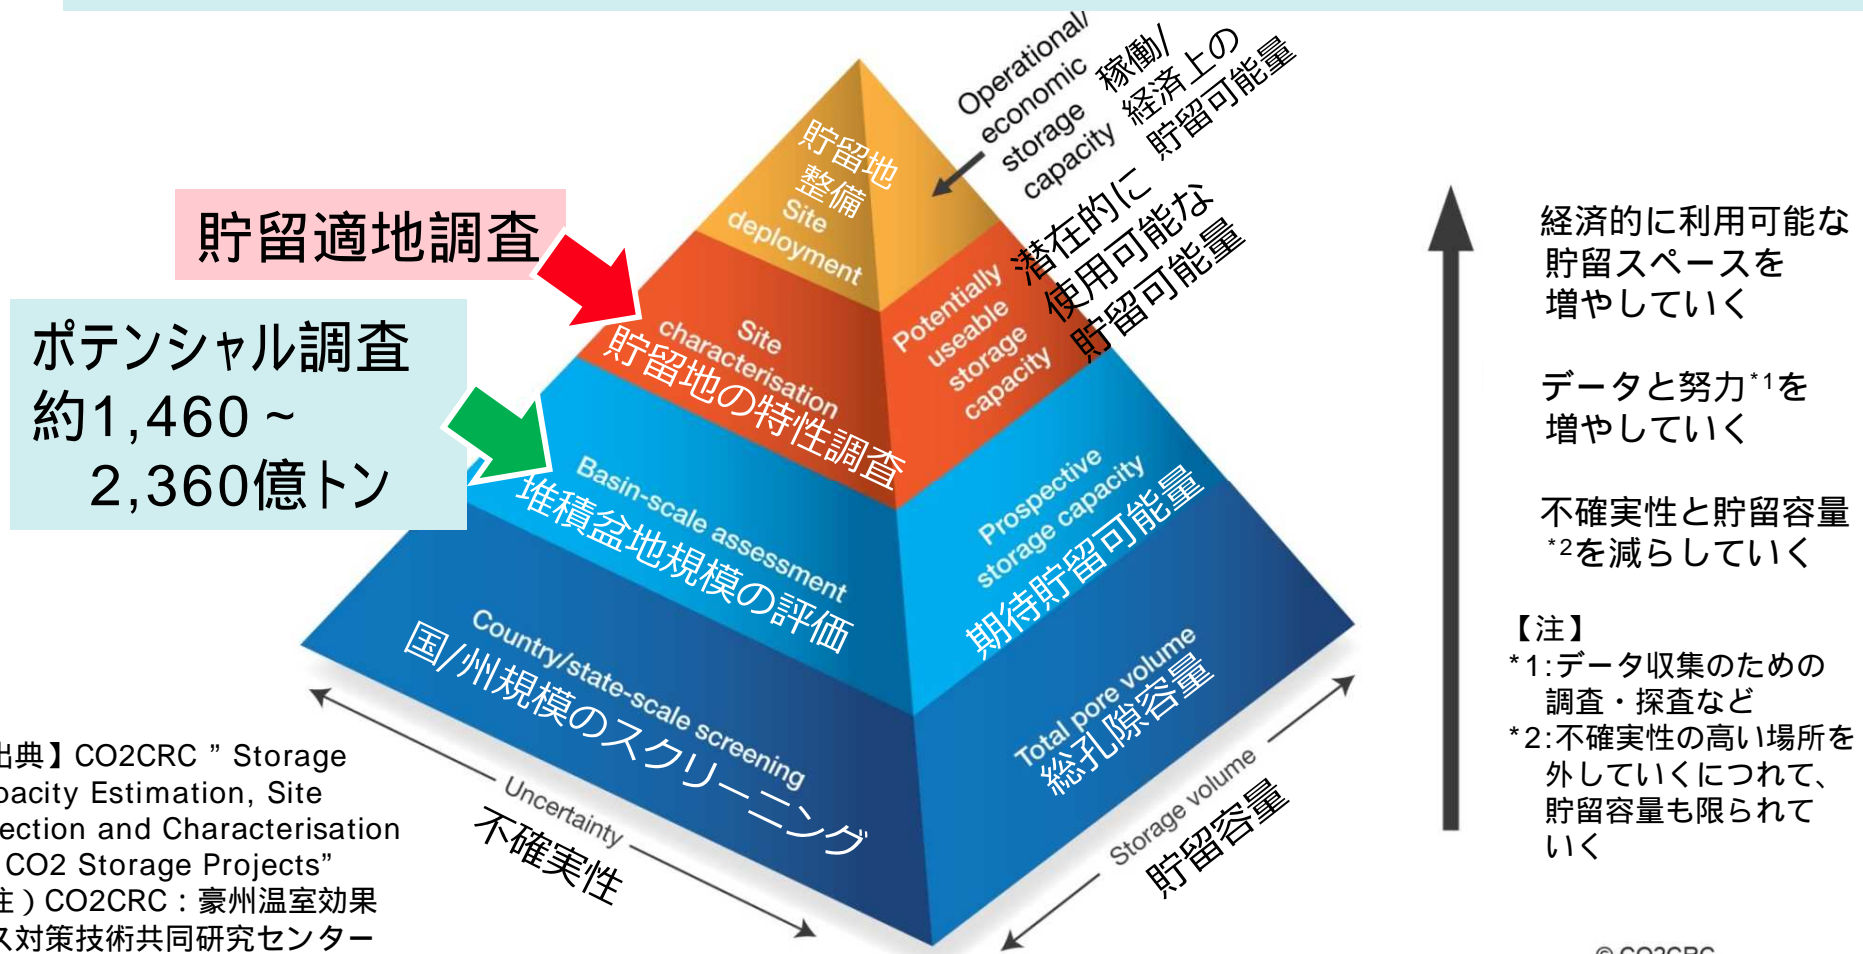 Operational/
economic
storage
capacity
稼働/
経済上の
貯留可能量
貯留地
整備
Site
deployment
潜在的に
使用可能な
貯留可能量
Potentially
useable
storage
capacity
貯留適地調査
Site
characterisation
貯留地の特性調査
ポテンシャル調査
約1,460~
2,360億トン
Basin-scale assessment
堆積盆地規模の評価
Prospective
storage capacity
期待貯留可能量
Country/state-scale screening
国/州規模のスクリーニング
Total pore volume
総孔隙容量
Uncertainty
不確実性
Storage volume
貯留容量
経済的に利用可能な
貯留スペースを
増やしていく
データと努力*1を
増やしていく
不確実性と貯留容量
*2を減らしていく
【注】
*1:データ収集のための
調査・探査など
*2:不確実性の高い場所を
外していくにつれて、
貯留容量も限られて
いく
出典】CO2CRC ” Storage
pacity Estimation, Site
ection and Characterisation
CO2 Storage Projects”
注)CO2CRC:豪州温室効果
ス対策技術共同研究センター
© CO2CRC